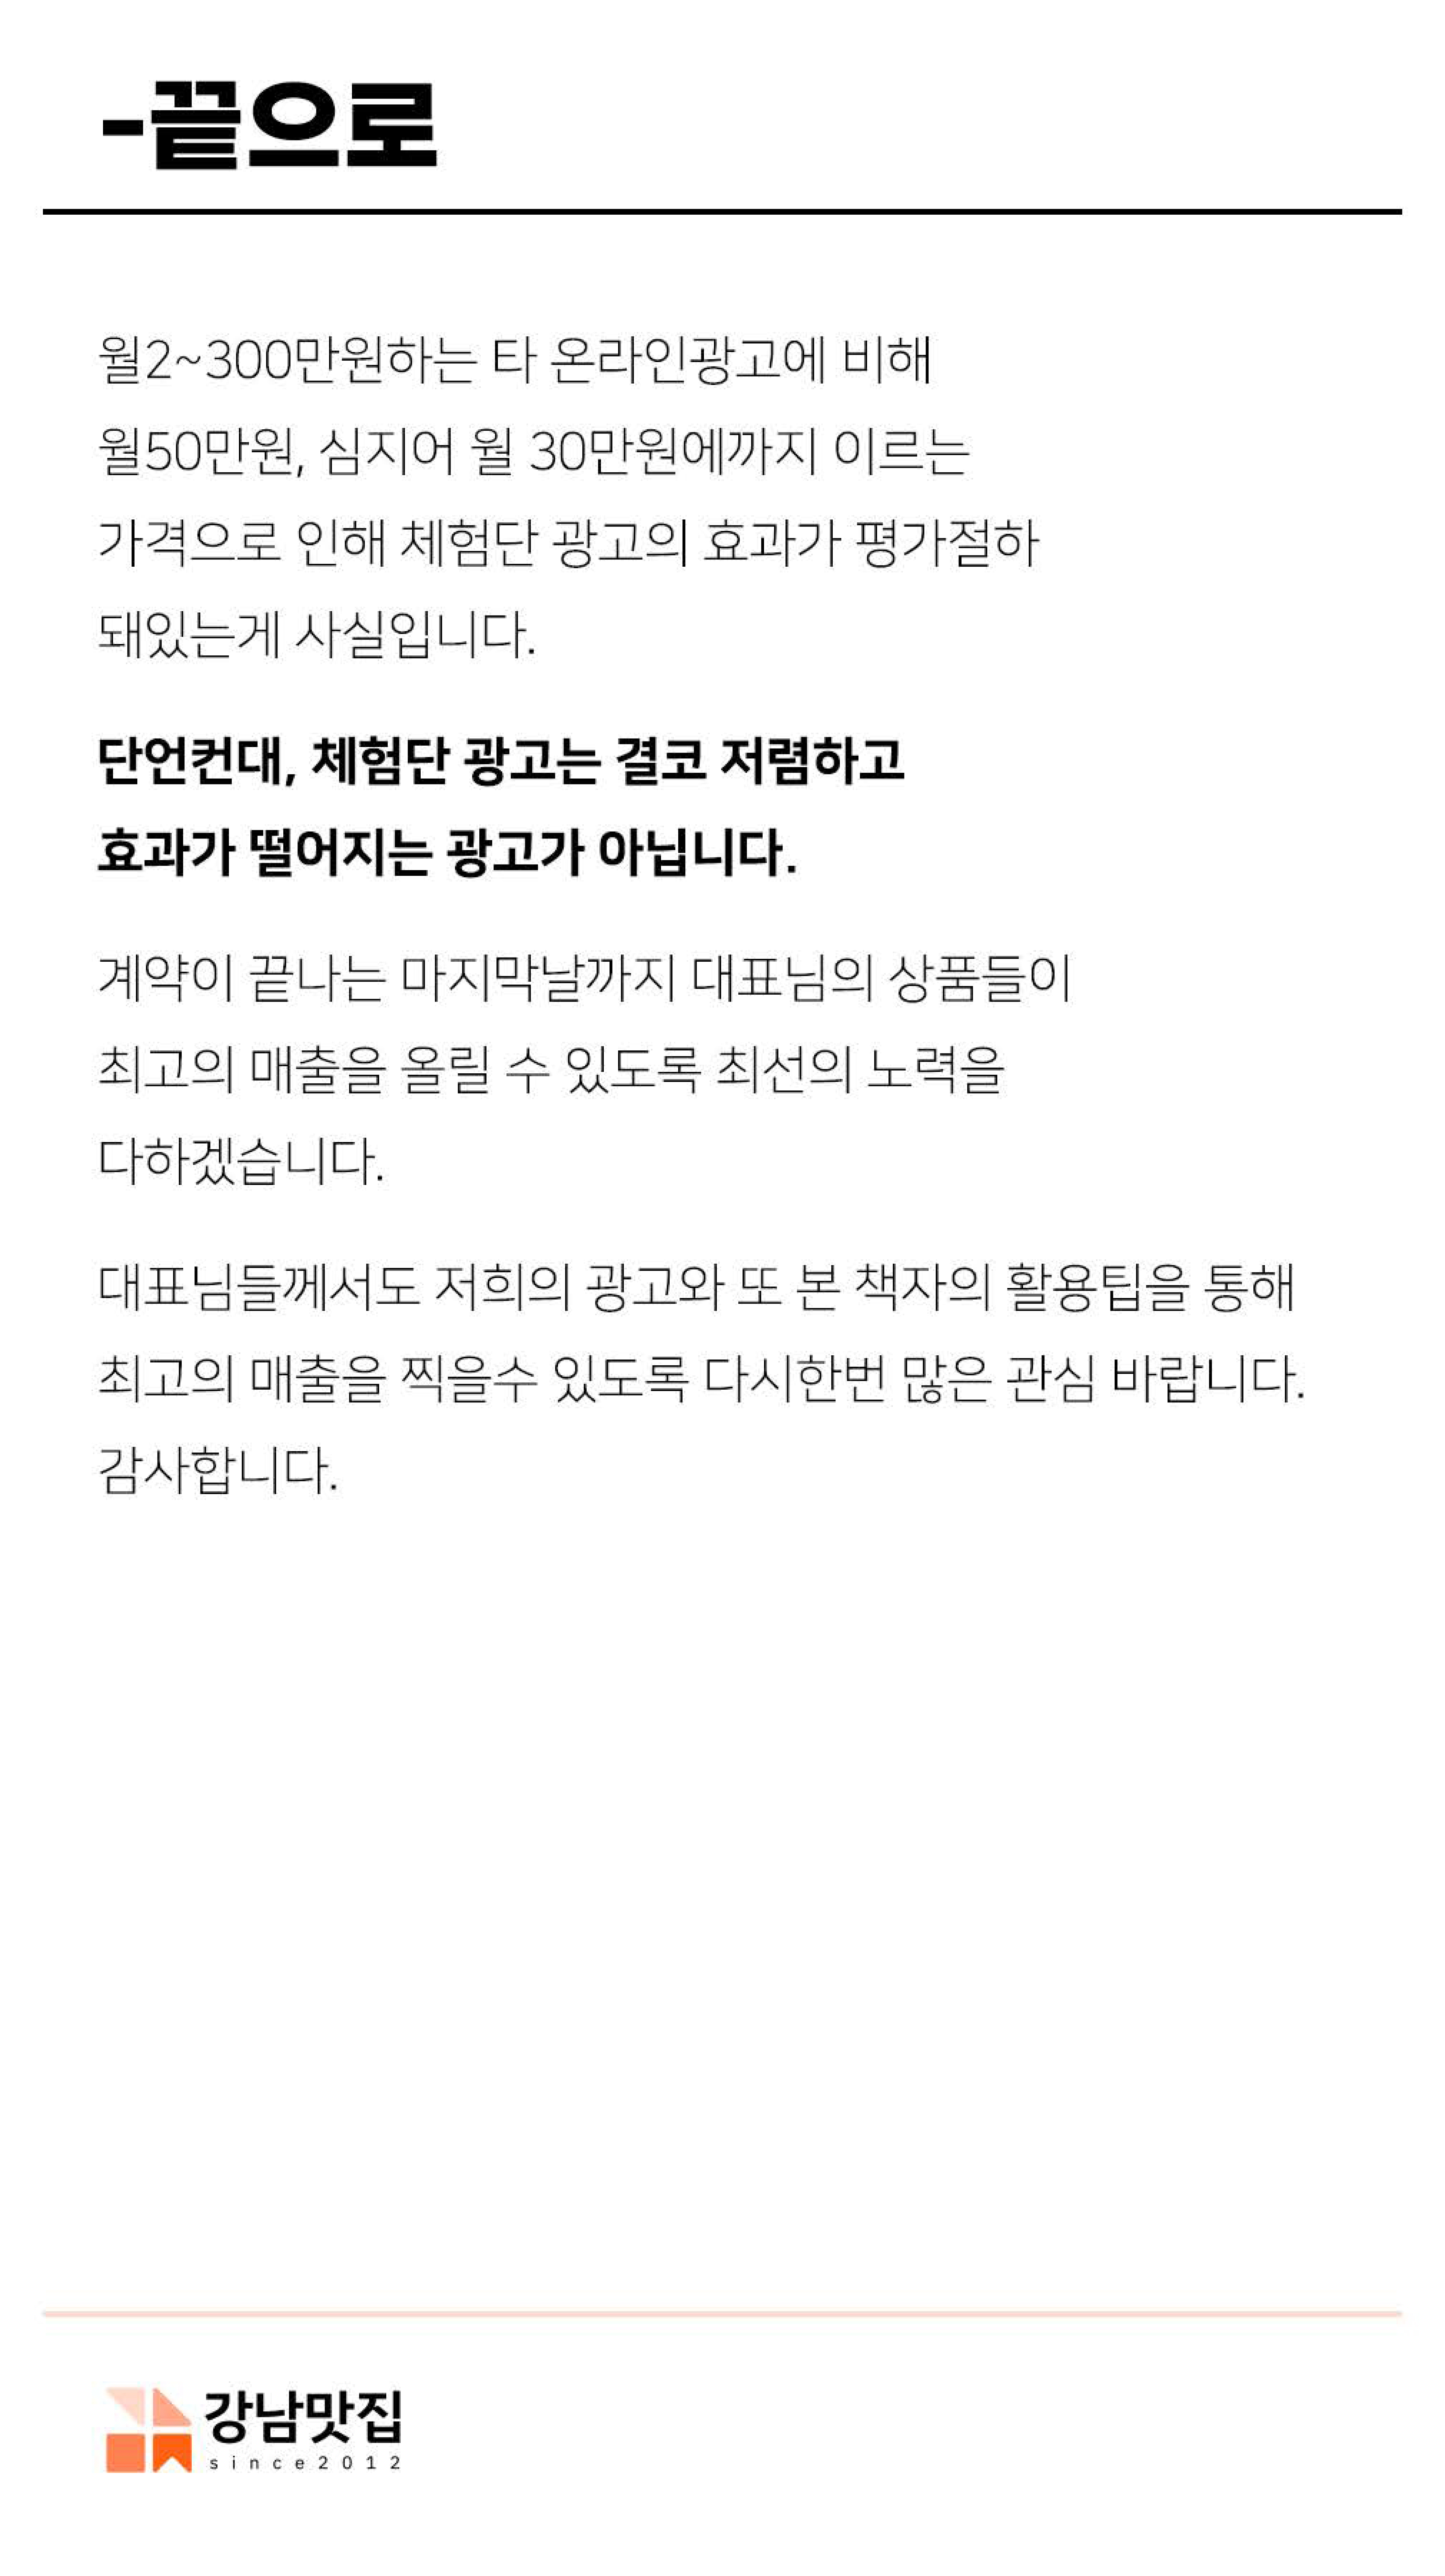 -끝으로
월2~300만원하는 타 온라인광고에 비해
월50만원, 심지어 월 30만원에까지 이르는
가격으로 인해 체험단 광고의 효과가 평가절하
돼있는게 사실입니다.
단언컨대, 체험단 광고는 결코 저렴하고
효과가 떨어지는 광고가 아닙니다.
계약이 끝나는 마지막날까지 대표님의 상품들이
최고의 매출을 올릴 수 있도록 최선의 노력을
다하겠습니다.
대표님들께서도 저희의 광고와 또 본 책자의 활용팁을 통해
최고의 매출을 찍을수 있도록 다시한번 많은 관심 바랍니다.
감사합니다.
강남맛집
since2012